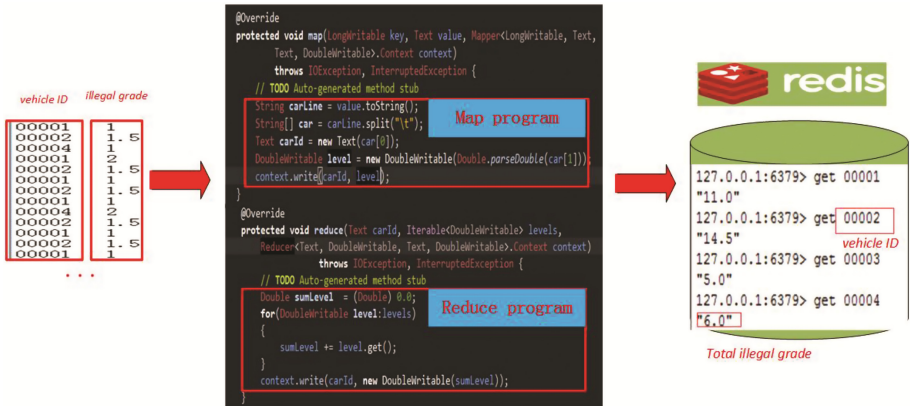 vehicle ID illegal grade
00001 1
00002 1.5
00004 1
00001 2
00002 1.5
00001 1
00002 1.5
00001 1
00004 2
00002 1.5
00001 1
00002 1.5
00001 1
...
@Override
protected void map(LongWritable key, Text value, Mapper<LongWritable, Text,
Text, DoubleWritable>.Context context)
throws IOException, InterruptedException {
// TODO Auto-generated method stub
String carLine = value.toString();
String[] car = carLine.split("\t");
Map program
Text carId = new Text(car[0]);
DoubleWritable level = new DoubleWritable(Double.parseDouble(car[1]));
context.write(carId, level);
}
@Override
protected void reduce(Text carId, Iterable<DoubleWritable> levels,
Reducer<Text, DoubleWritable, Text, DoubleWritable>.Context context)
throws IOException, InterruptedException {
// TODO Auto-generated method stub
Double sumLevel = (Double) 0.0;
for(DoubleWritable level:levels)
Reduce program
{
sumLevel += level.get();
}
context.write(carId, new DoubleWritable(sumLevel));
}
redis
127.0.0.1:6379> get 00001
"11.0"
127.0.0.1:6379> get 00002
"14.5"
vehicle ID
127.0.0.1:6379> get 00003
"5.0"
127.0.0.1:6379> get 00004
"6.0"
Total illegal grade